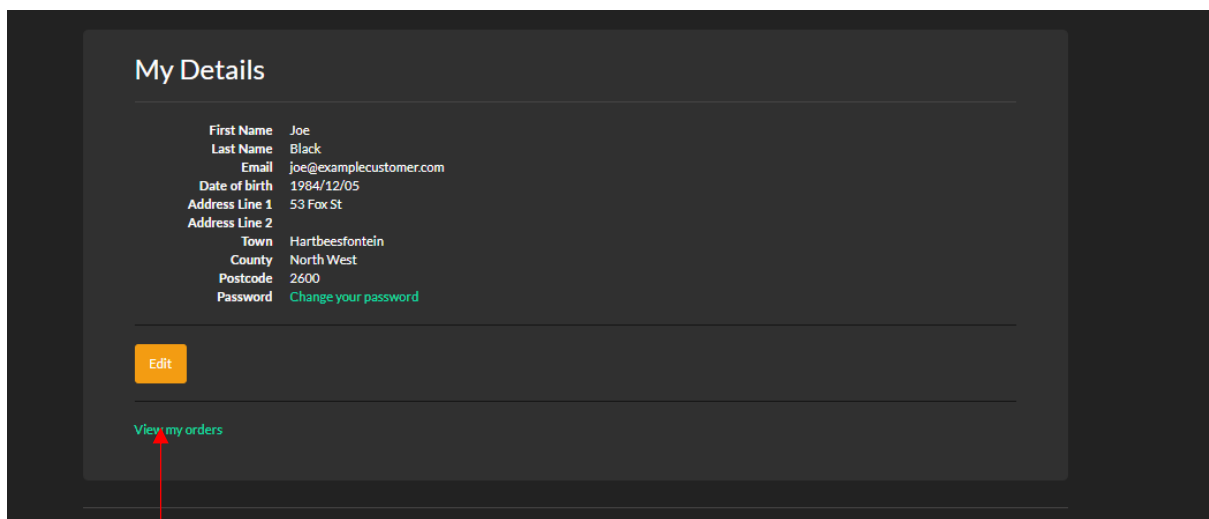 My Details
First Name Joe
Last Name Black
Email joe@examplecustomer.com
Date of birth 1984/12/05
Address Line 1 53 Fox St
Address Line 2
Town Hartbeesfontein
County North West
Postcode 2600
Password Change your password
Edit
View my orders